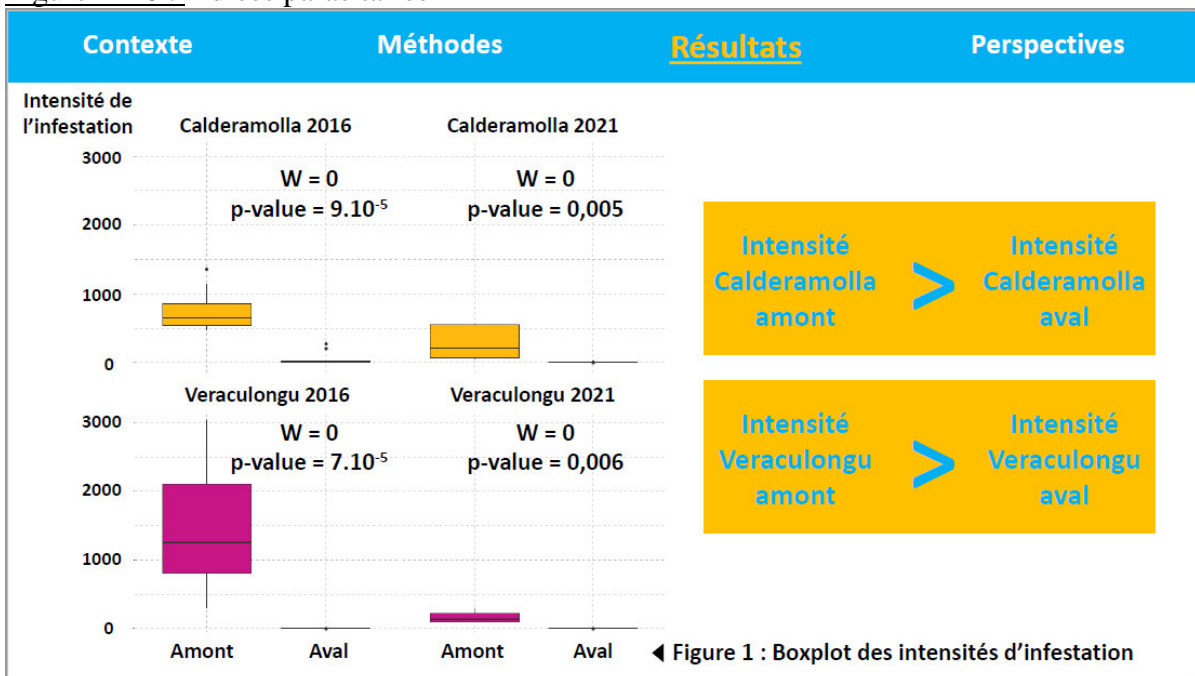 Contexte Méthodes Résultats Perspectives
Intensité de
l'infestation
Calderamolla 2016 Calderamolla 2021
3000
W = 0 W = 0
p-value = 9.10⁻⁵ p-value = 0,005
2000
1000
0
Intensité
Calderamolla
amont
>
Intensité
Calderamolla
aval
Veraculongu 2016 Veraculongu 2021
3000
W = 0 W = 0
p-value = 7.10⁻⁵ p-value = 0,006
2000
1000
0
Intensité
Veraculongu
amont
>
Intensité
Veraculongu
aval
Amont Aval Amont Aval
◄ Figure 1 : Boxplot des intensités d'infestation